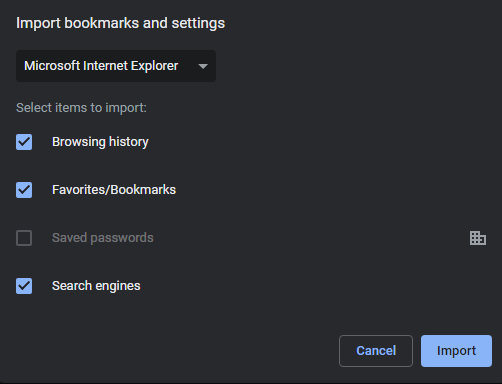 Import bookmarks and settings
Microsoft Internet Explorer
Select items to import:
Browsing history
Favorites/Bookmarks
Saved passwords
Search engines
Cancel
Import